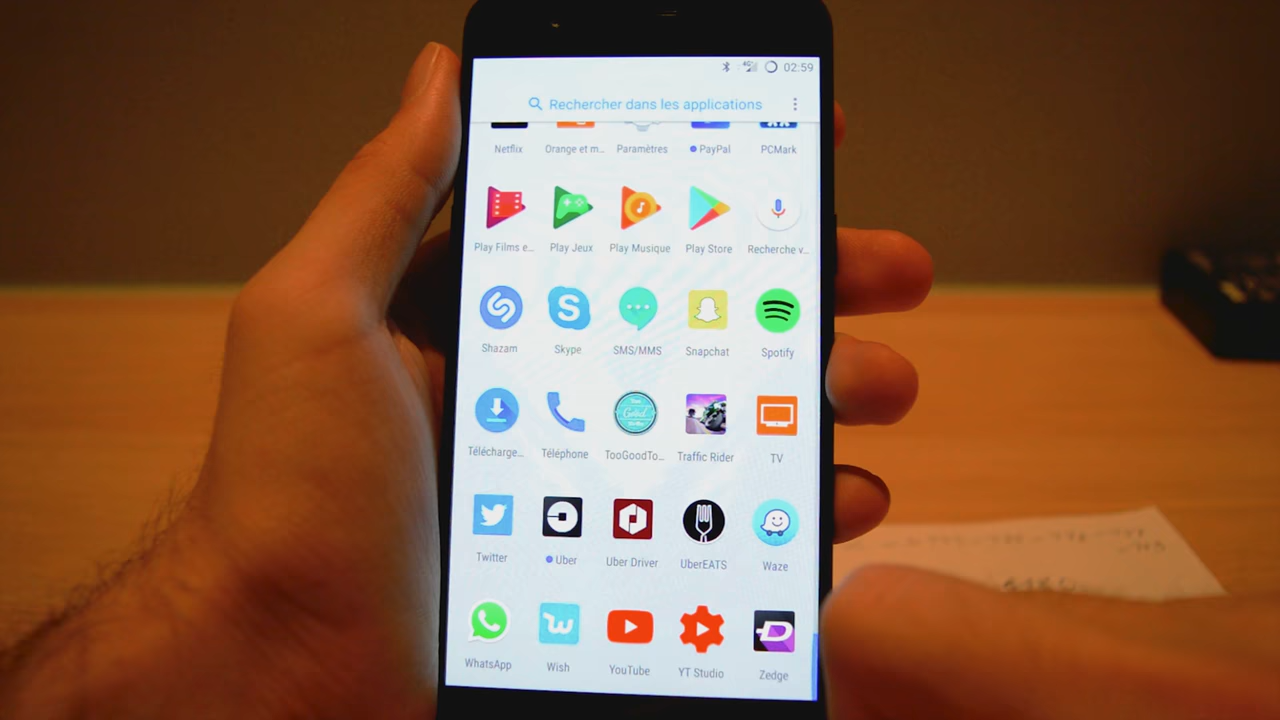 4G 02:59
Rechercher dans les applications
Netflix Orange et m... Paramètres PayPal PCMark
Play Films e... Play Jeux Play Musique Play Store Recherche v...
Shazam Skype SMS/MMS Snapchat Spotify
Télécharge... Téléphone TooGoodTo... Traffic Rider TV
Twitter Uber Uber Driver UberEATS Waze
WhatsApp Wish YouTube YT Studio Zedge